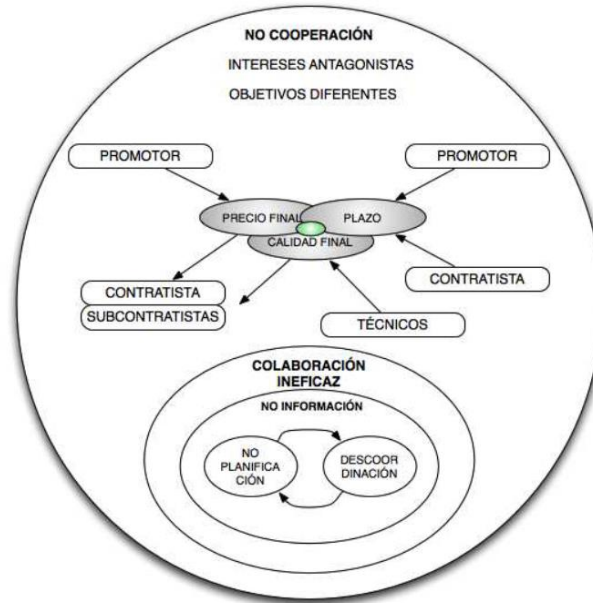 NO COOPERACIÓN
INTERESES ANTAGONISTAS
OBJETIVOS DIFERENTES
PROMOTOR
PROMOTOR
PRECIO FINAL
PLAZO
CALIDAD FINAL
CONTRATISTA
SUBCONTRATISTAS
CONTRATISTA
TÉCNICOS
COLABORACIÓN
INEFICAZ
NO INFORMACIÓN
NO
PLANIFICA
CIÓN
DESCOOR
DINACIÓN